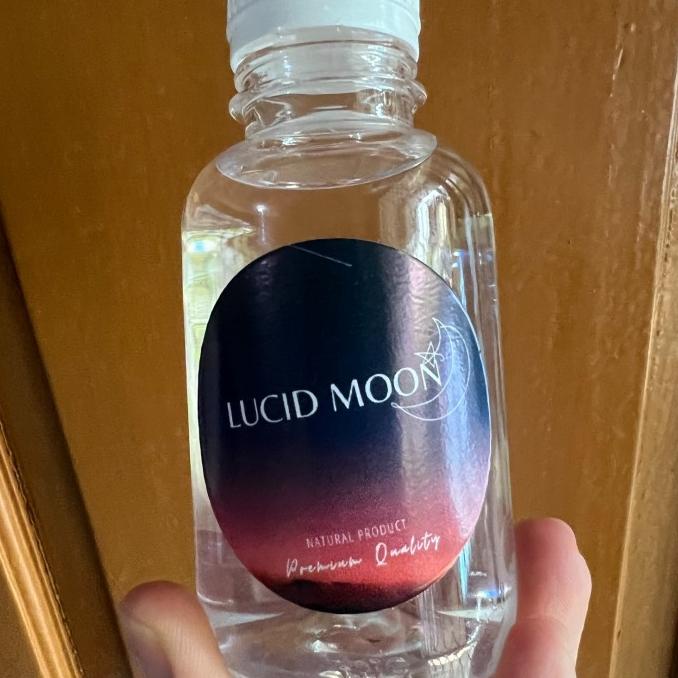 LUCID MOON
NATURAL PRODUCT
Premium Quality